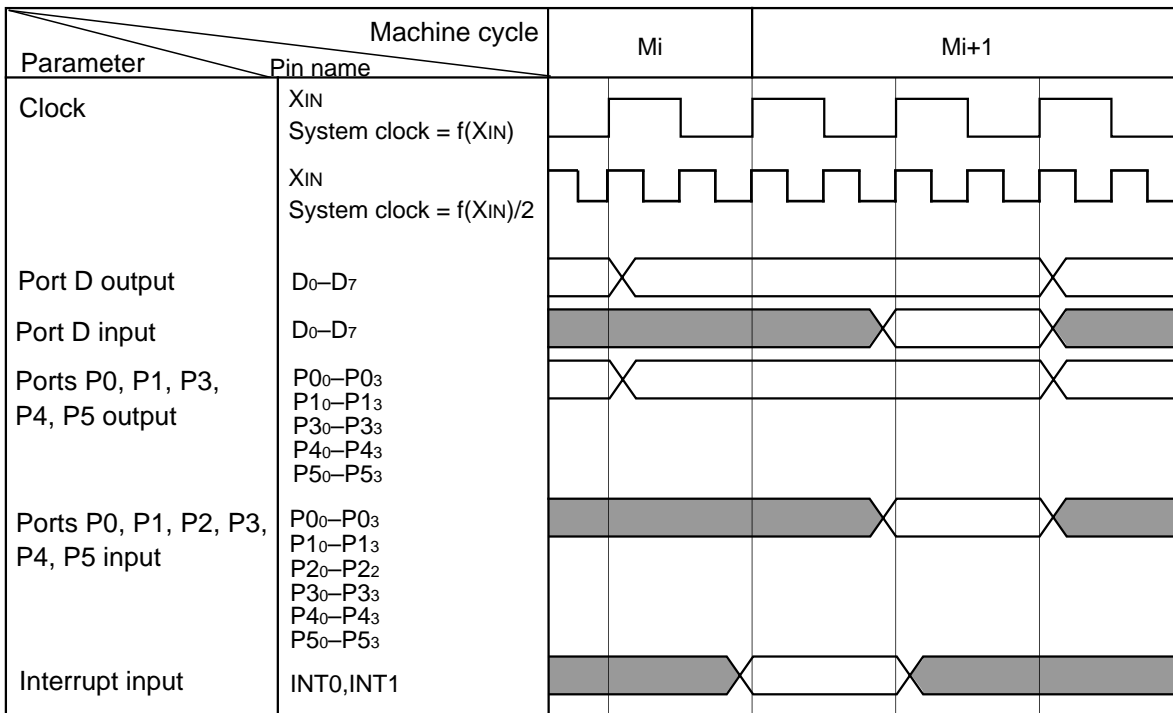 Machine cycle
Parameter
Pin name
Mi
Mi+1
Clock
XIN
System clock = f(XIN)
XIN
System clock = f(XIN)/2
Port D output
D0–D7
Port D input
D0–D7
Ports P0, P1, P3,
P4, P5 output
P00–P03
P10–P13
P30–P33
P40–P43
P50–P53
Ports P0, P1, P2, P3,
P4, P5 input
P00–P03
P10–P13
P20–P22
P30–P33
P40–P43
P50–P53
Interrupt input
INT0,INT1